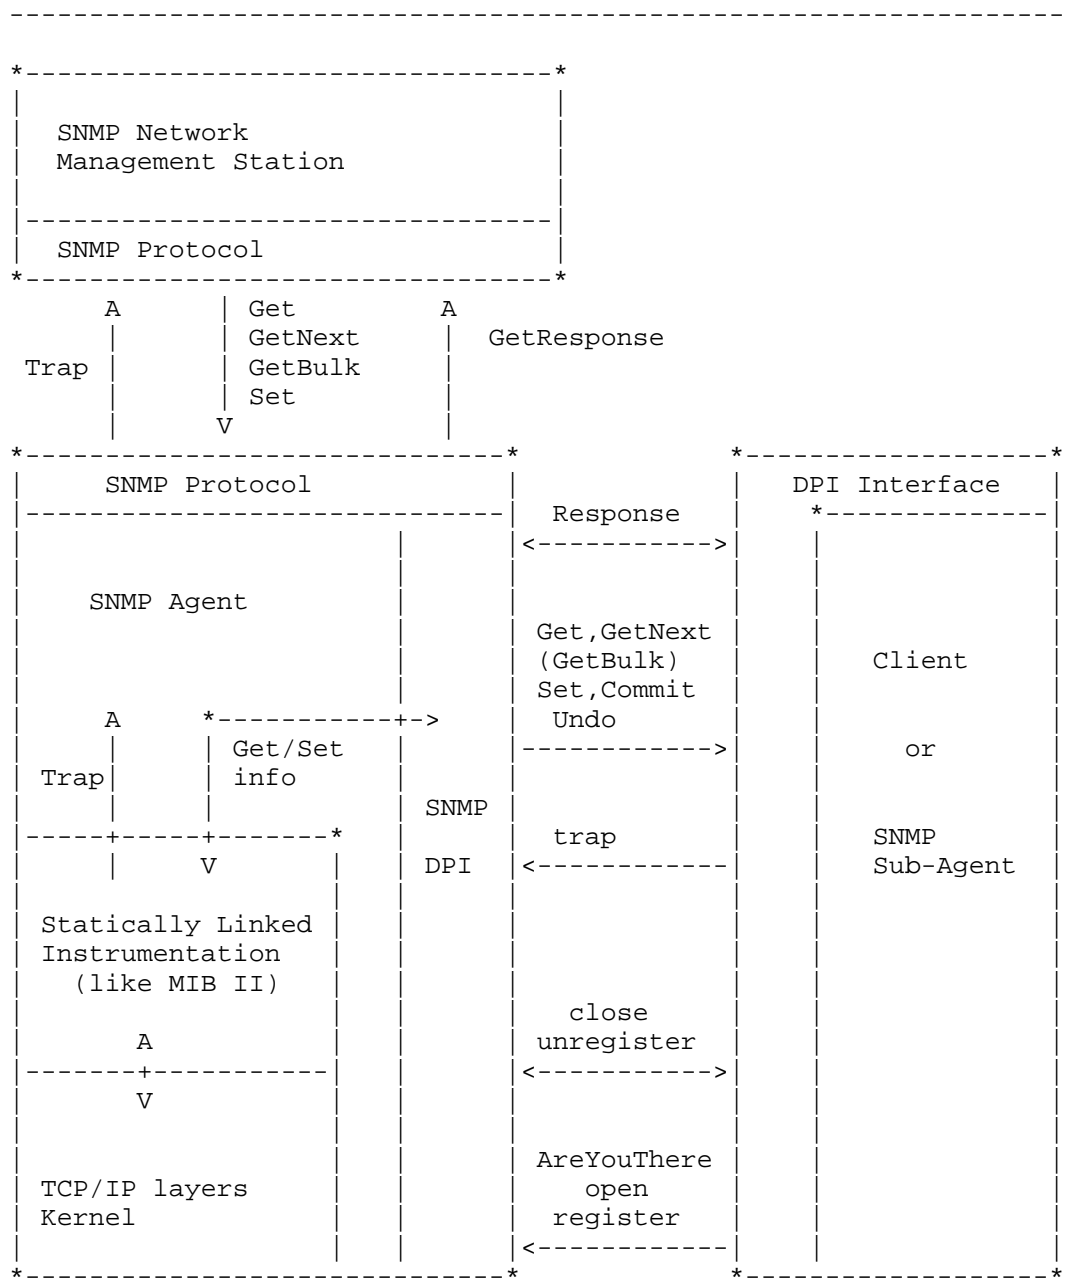 SNMP Network
Management Station
SNMP Protocol
A | Get A
| | GetNext | GetResponse
Trap | | GetBulk |
| | Set |
| V |
SNMP Protocol DPI Interface
Response
SNMP Agent
Get,GetNext
(GetBulk) Client
Set,Commit
A Undo
Get/Set or
Trap info
SNMP
trap SNMP
V DPI Sub-Agent
Statically Linked
Instrumentation
(like MIB II)
close
A unregister
V
AreYouThere
TCP/IP layers open
Kernel register